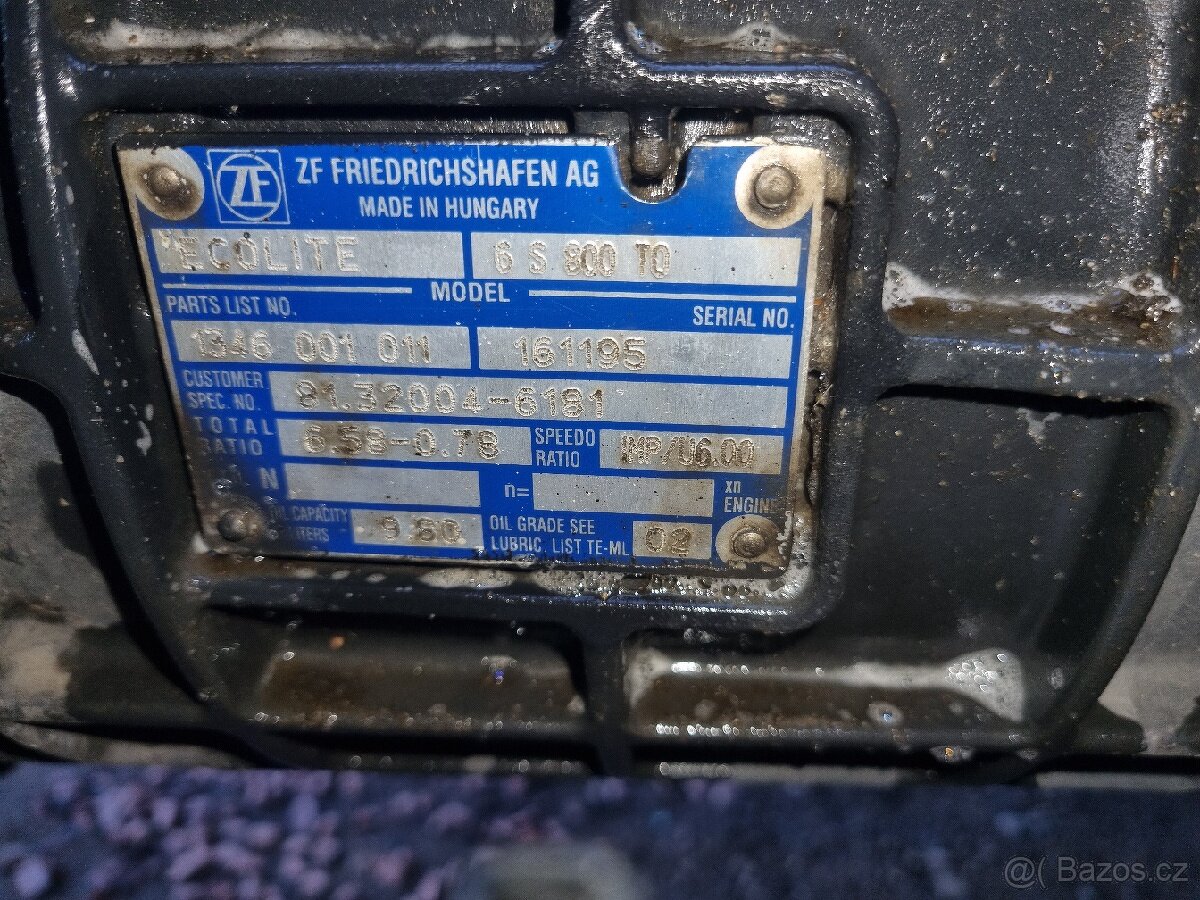 ZF
ZF FRIEDRICHSHAFEN AG
MADE IN HUNGARY
ECOLITE 6 S 800 TO
MODEL
PARTS LIST NO. SERIAL NO.
1346 001 011 161195
CUSTOMER SPEC. NO. 81.32004-6181
TOTAL RATIO 6.58-0.78 SPEEDO RATIO IMP/U6.00
N n= xn ENGINE
OIL CAPACITY 9.50 OIL GRADE SEE LUBRIC. LIST TE-ML 02
@( Bazos.cz